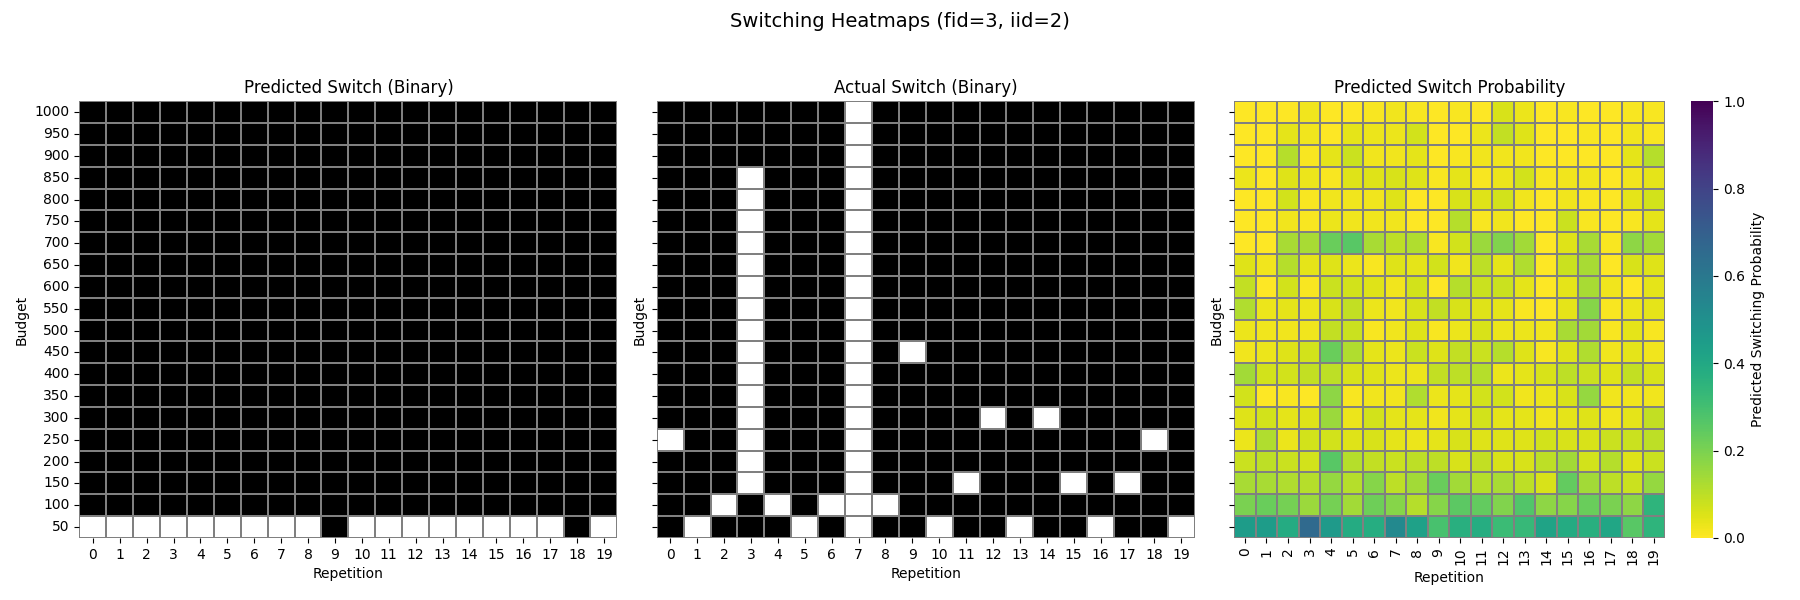 Switching Heatmaps (fid=3, iid=2)
Predicted Switch (Binary)
Budget
1000
950
900
850
800
750
700
650
600
550
500
450
400
350
300
250
200
150
100
50
0 1 2 3 4 5 6 7 8 9 10 11 12 13 14 15 16 17 18 19
Repetition
Actual Switch (Binary)
Budget
0 1 2 3 4 5 6 7 8 9 10 11 12 13 14 15 16 17 18 19
Repetition
Predicted Switch Probability
Budget
0 1 2 3 4 5 6 7 8 9 10 11 12 13 14 15 16 17 18 19
Repetition
1.0
0.8
0.6
0.4
0.2
0.0
Predicted Switching Probability